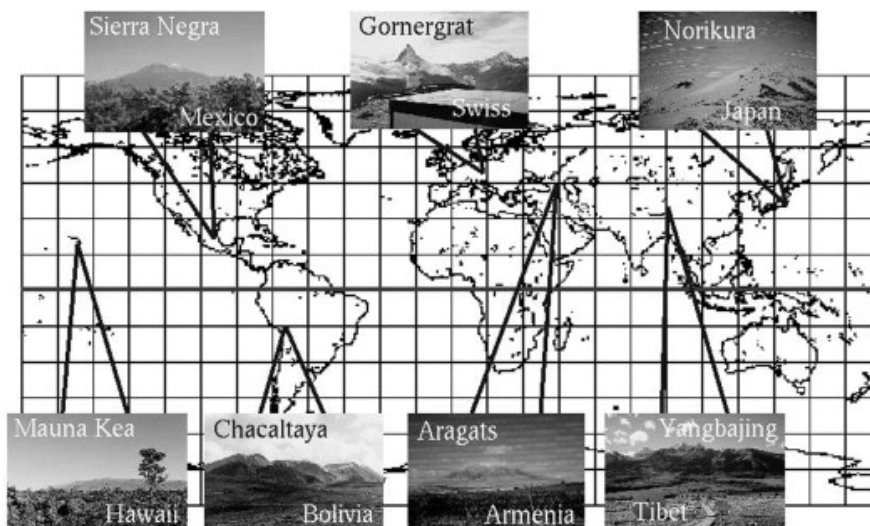 Sierra Negra
Mexico
Gornergrat
Swiss
Norikura
Japan
Mauna Kea
Hawaii
Chacaltaya
Bolivia
Aragats
Armenia
Yangbajing
Tibet